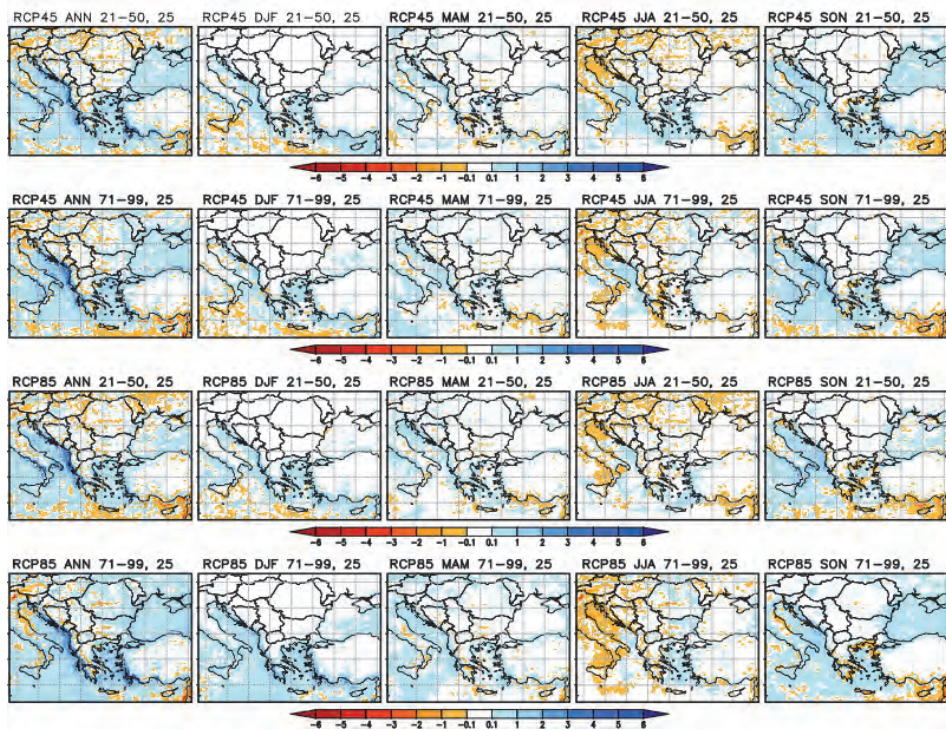 RCP45 ANN 21-50, 25 RCP45 DJF 21-50, 25 RCP45 MAM 21-50, 25 RCP45 JJA 21-50, 25 RCP45 SON 21-50, 25
-6 -5 -4 -3 -2 -1 -0.1 0.1 1 2 3 4 5 6
RCP45 ANN 71-99, 25 RCP45 DJF 71-99, 25 RCP45 MAM 71-99, 25 RCP45 JJA 71-99, 25 RCP45 SON 71-99, 25
-6 -5 -4 -3 -2 -1 -0.1 0.1 1 2 3 4 5 6
RCP85 ANN 21-50, 25 RCP85 DJF 21-50, 25 RCP85 MAM 21-50, 25 RCP85 JJA 21-50, 25 RCP85 SON 21-50, 25
-6 -5 -4 -3 -2 -1 -0.1 0.1 1 2 3 4 5 6
RCP85 ANN 71-99, 25 RCP85 DJF 71-99, 25 RCP85 MAM 71-99, 25 RCP85 JJA 71-99, 25 RCP85 SON 71-99, 25
-6 -5 -4 -3 -2 -1 -0.1 0.1 1 2 3 4 5 6